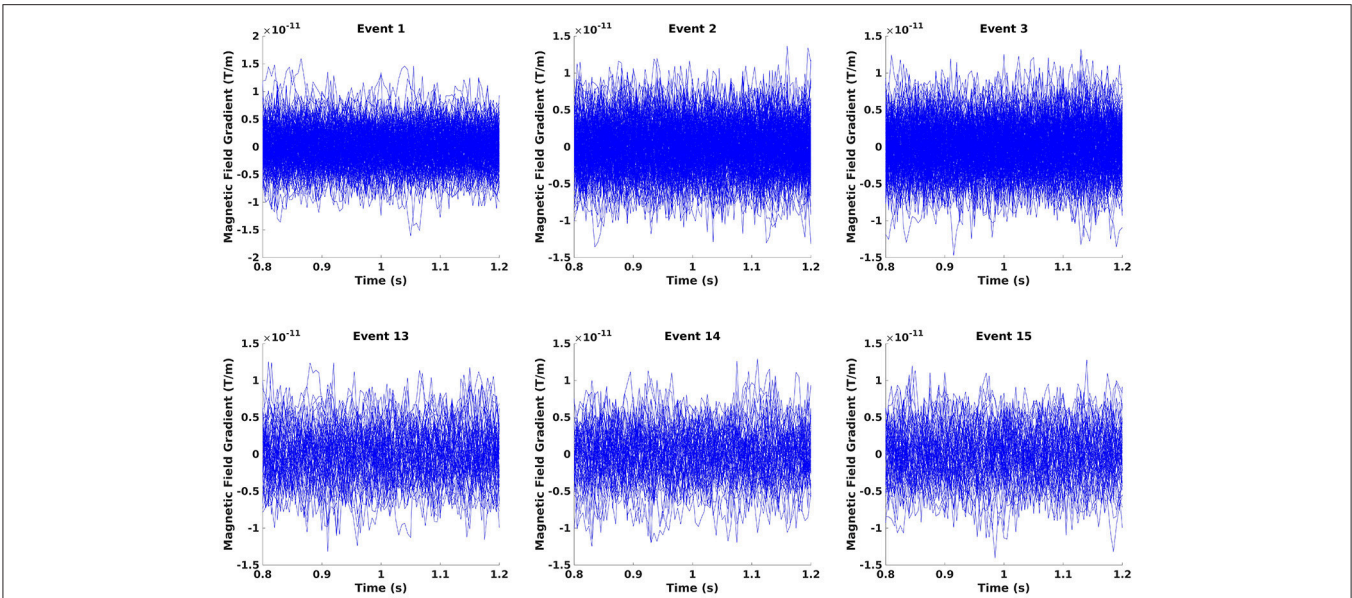 ×10-11 Event 1
2
1.5
1
0.5
0
-0.5
-1
-1.5
-2
Magnetic Field Gradient (T/m)
0.8 0.9 1 1.1 1.2
Time (s)
×10-11 Event 2
1.5
1
0.5
0
-0.5
-1
-1.5
Magnetic Field Gradient (T/m)
0.8 0.9 1 1.1 1.2
Time (s)
×10-11 Event 3
1.5
1
0.5
0
-0.5
-1
-1.5
Magnetic Field Gradient (T/m)
0.8 0.9 1 1.1 1.2
Time (s)
×10-11 Event 13
1.5
1
0.5
0
-0.5
-1
-1.5
Magnetic Field Gradient (T/m)
0.8 0.9 1 1.1 1.2
Time (s)
×10-11 Event 14
1.5
1
0.5
0
-0.5
-1
-1.5
Magnetic Field Gradient (T/m)
0.8 0.9 1 1.1 1.2
Time (s)
×10-11 Event 15
1.5
1
0.5
0
-0.5
-1
-1.5
Magnetic Field Gradient (T/m)
0.8 0.9 1 1.1 1.2
Time (s)